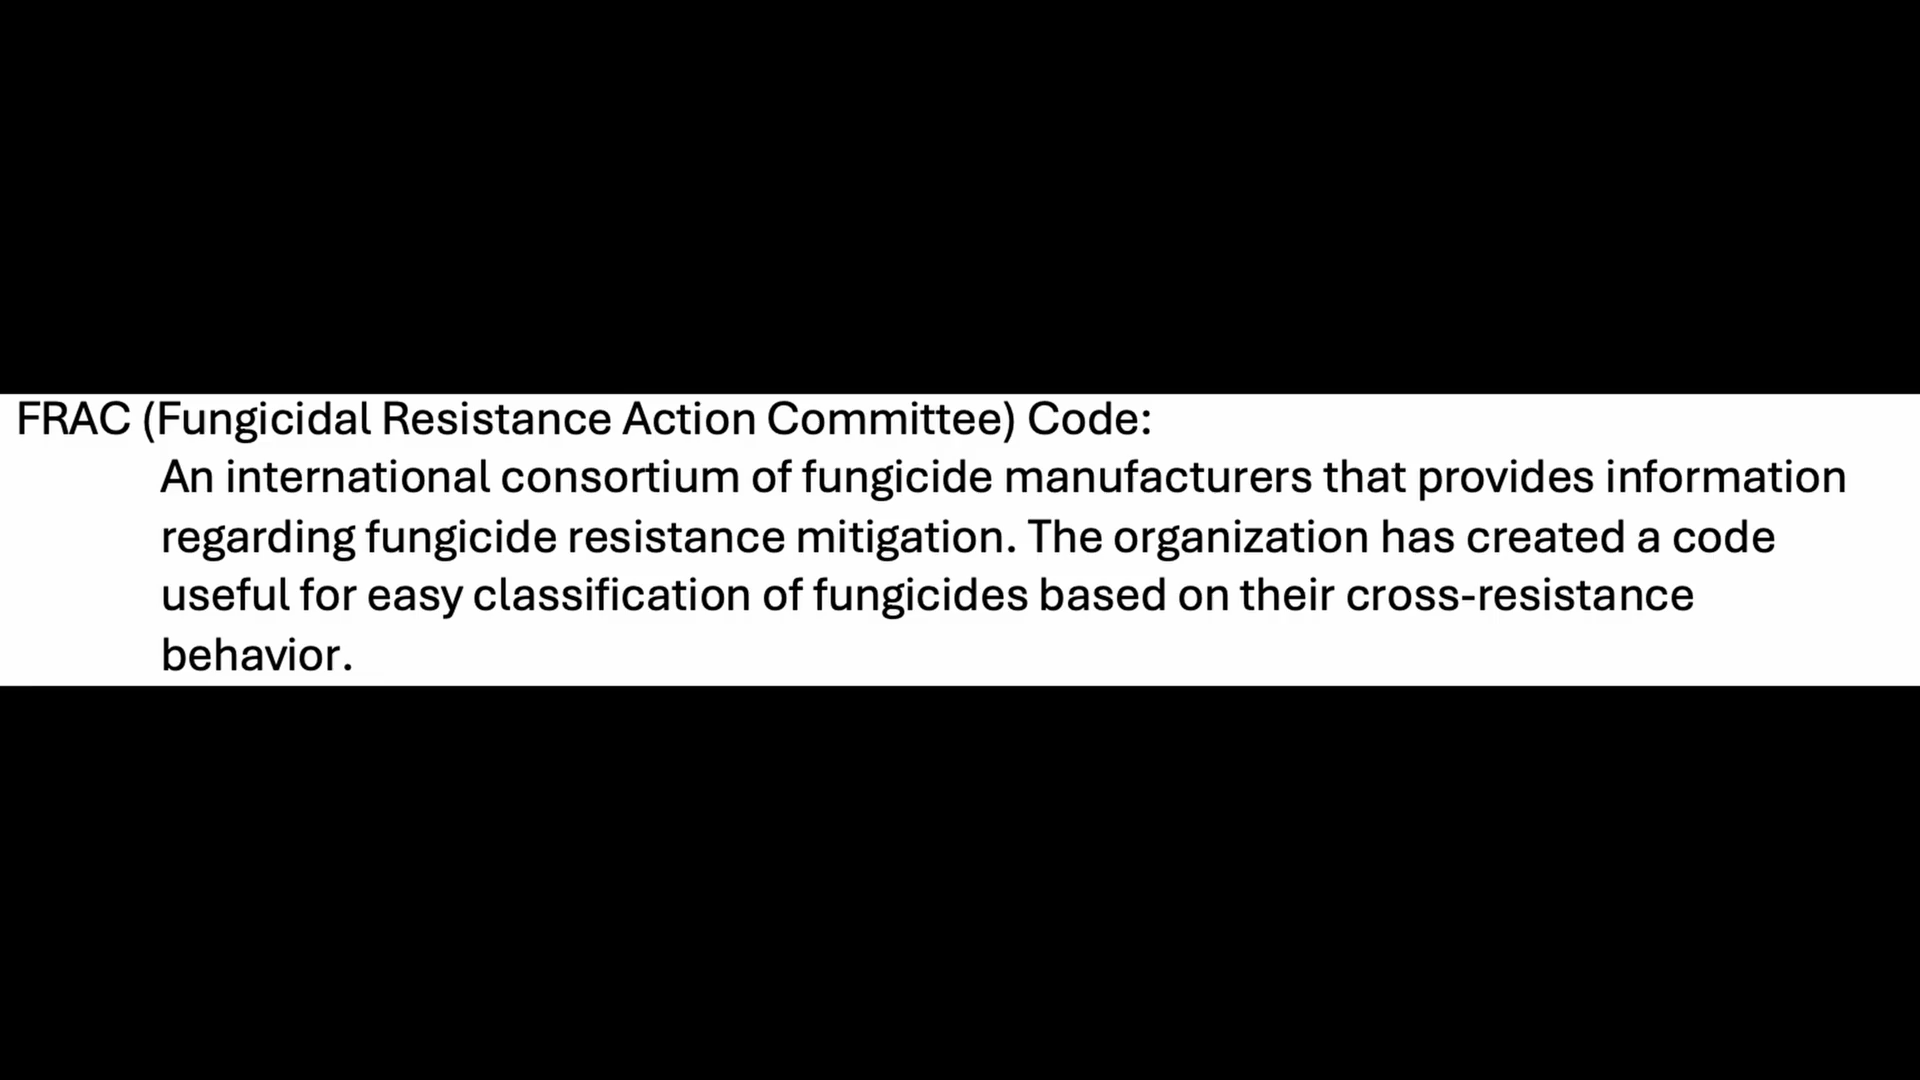 FRAC (Fungicidal Resistance Action Committee) Code:
An international consortium of fungicide manufacturers that provides information
regarding fungicide resistance mitigation. The organization has created a code
useful for easy classification of fungicides based on their cross-resistance
behavior.